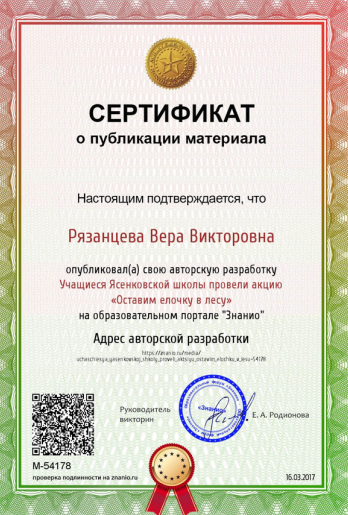 СЕРТИФИКАТ
о публикации материала
Настоящим подтверждается, что
Рязанцева Вера Викторовна
опубликовал(а) свою авторскую разработку
Учащиеся Ясенковской школы провели акцию
«Оставим елочку в лесу»
на образовательном портале "Знанио"
Адрес авторской разработки
https://znanio.ru/media/
uchaschiesya_yasenkovskoj_shkoly_proveli_aktsiyu_ostavim_elochku_v_lesu-54178
Руководитель
викторин
«Знанио»
Е. А. Родионова
М-54178
проверка подлинности на znanio.ru
16.03.2017